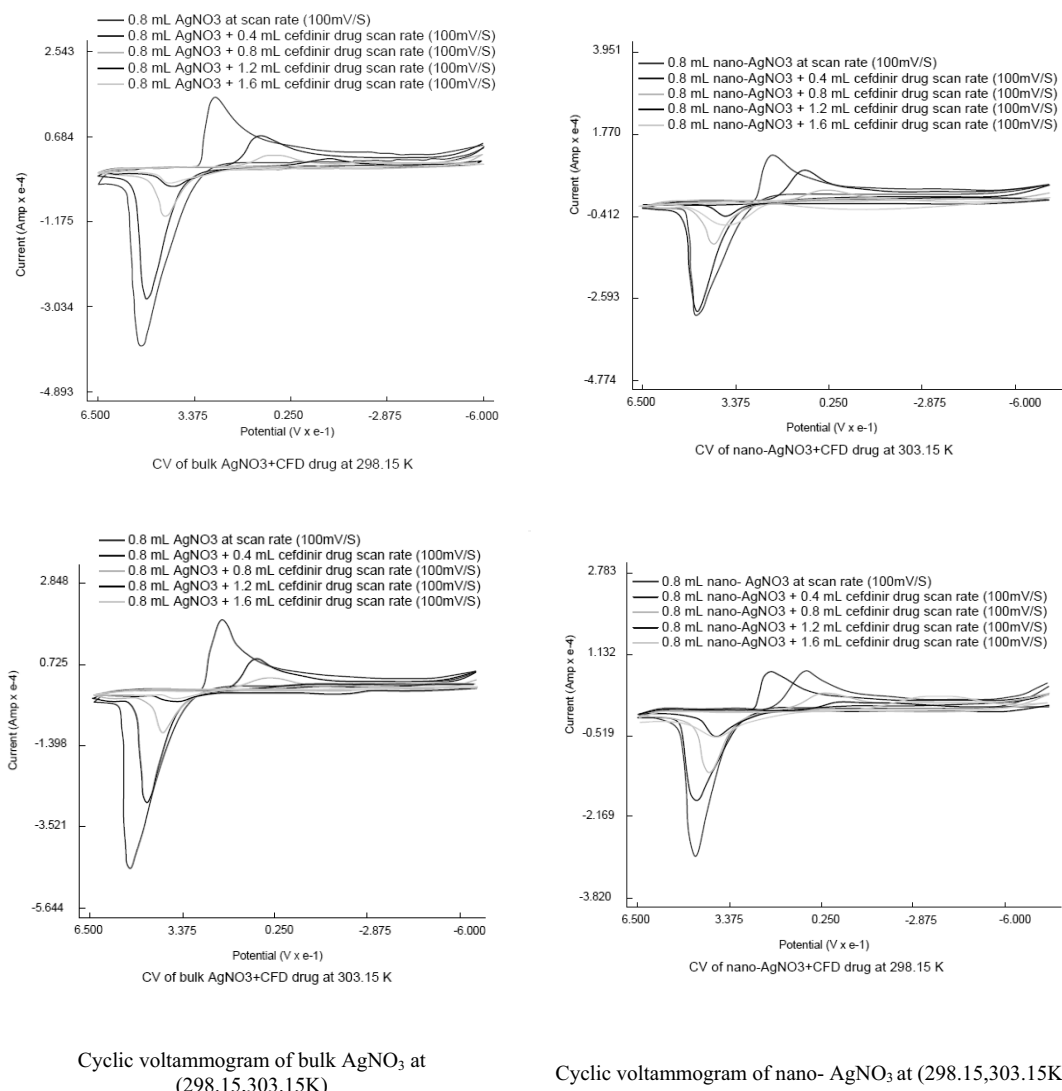 0.8 mL AgNO3 at scan rate (100mV/S)
0.8 mL AgNO3 + 0.4 mL cefdinir drug scan rate (100mV/S)
0.8 mL AgNO3 + 0.8 mL cefdinir drug scan rate (100mV/S)
0.8 mL AgNO3 + 1.2 mL cefdinir drug scan rate (100mV/S)
0.8 mL AgNO3 + 1.6 mL cefdinir drug scan rate (100mV/S)
2.543
0.684
-1.175
-3.034
-4.893
Current (Amp x e-4)
6.500 3.375 0.250 -2.875 -6.000
Potential (V x e-1)
CV of bulk AgNO3+CFD drug at 298.15 K
0.8 mL nano-AgNO3 at scan rate (100mV/S)
0.8 mL nano-AgNO3 + 0.4 mL cefdinir drug scan rate (100mV/S)
0.8 mL nano-AgNO3 + 0.8 mL cefdinir drug scan rate (100mV/S)
0.8 mL nano-AgNO3 + 1.2 mL cefdinir drug scan rate (100mV/S)
0.8 mL nano-AgNO3 + 1.6 mL cefdinir drug scan rate (100mV/S)
3.951
1.770
-0.412
-2.593
-4.774
Current (Amp x e-4)
6.500 3.375 0.250 -2.875 -6.000
Potential (V x e-1)
CV of nano-AgNO3+CFD drug at 303.15 K
0.8 mL AgNO3 at scan rate (100mV/S)
0.8 mL AgNO3 + 0.4 mL cefdinir drug scan rate (100mV/S)
0.8 mL AgNO3 + 0.8 mL cefdinir drug scan rate (100mV/S)
0.8 mL AgNO3 + 1.2 mL cefdinir drug scan rate (100mV/S)
0.8 mL AgNO3 + 1.6 mL cefdinir drug scan rate (100mV/S)
2.848
0.725
-1.398
-3.521
-5.644
Current (Amp x e-4)
6.500 3.375 0.250 -2.875 -6.000
Potential (V x e-1)
CV of bulk AgNO3+CFD drug at 303.15 K
0.8 mL nano- AgNO3 at scan rate (100mV/S)
0.8 mL nano-AgNO3 + 0.4 mL cefdinir drug scan rate (100mV/S)
0.8 mL nano-AgNO3 + 0.8 mL cefdinir drug scan rate (100mV/S)
0.8 mL nano-AgNO3 + 1.2 mL cefdinir drug scan rate (100mV/S)
0.8 mL nano-AgNO3 + 1.6 mL cefdinir drug scan rate (100mV/S)
2.783
1.132
-0.519
-2.169
-3.820
Current (Amp x e-4)
6.500 3.375 0.250 -2.875 -6.000
Potential (V x e-1)
CV of nano-AgNO3+CFD drug at 298.15 K
Cyclic voltammogram of bulk AgNO₃ at
(298.15,303.15K)
Cyclic voltammogram of nano- AgNO₃ at (298.15,303.15K